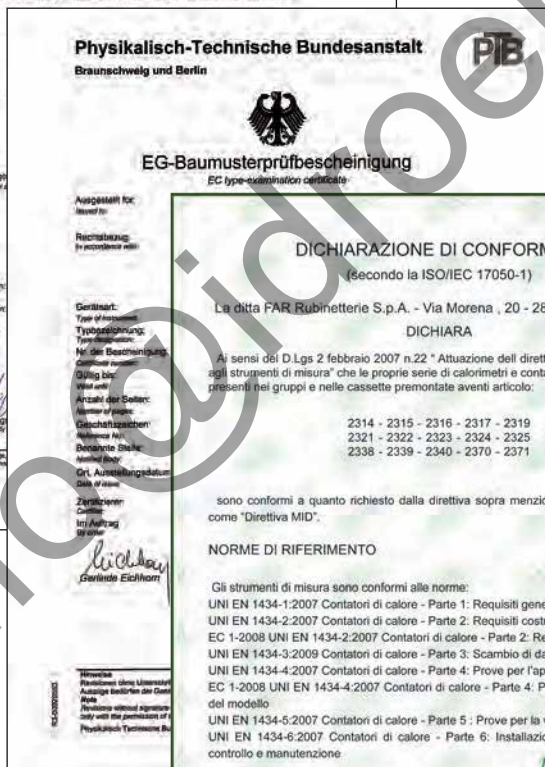 Physikalisch-Technische Bundesanstalt
PTB
Braunschweig und Berlin
EG-Baumusterprüfbescheinigung
EC type-examination certificate
Ausgestellt für:
Issued to:
Rechtsbezug:
In accordance with:
Geräteart:
Type of instrument:
Typbezeichnung:
Type designation:
Nr. der Bescheinigung:
Certificate number:
Gültig bis:
Valid until:
Anzahl der Seiten:
Number of pages:
Geschäftszeichen:
Reference No.:
Benannte Stelle:
Notified Body:
Ort, Ausstellungsdatum
Date of issue:
Zertifizierer:
Certifier:
Im Auftrag
By order
Gerlinde Eichhorn
Hinweise
Note
DICHIARAZIONE DI CONFORM
(secondo la ISO/IEC 17050-1)
La ditta FAR Rubinetterie S.p.A. - Via Morena , 20 - 28
DICHIARA
Ai sensi del D.Lgs 2 febbraio 2007 n.22 " Attuazione dell dirett
agli strumenti di misura" che le proprie serie di calorimetri e conta
presenti nei gruppi e nelle cassette premontate aventi articolo:
2314 - 2315 - 2316 - 2317 - 2319
2321 - 2322 - 2323 - 2324 - 2325
2338 - 2339 - 2340 - 2370 - 2371
sono conformi a quanto richiesto dalla direttiva sopra menzio
come "Direttiva MID".
NORME DI RIFERIMENTO
Gli strumenti di misura sono conformi alle norme:
UNI EN 1434-1:2007 Contatori di calore - Parte 1: Requisiti gene
UNI EN 1434-2:2007 Contatori di calore - Parte 2: Requisiti costr
EC 1-2008 UNI EN 1434-2:2007 Contatori di calore - Parte 2: Re
UNI EN 1434-3:2009 Contatori di calore - Parte 3: Scambio di da
UNI EN 1434-4:2007 Contatori di calore - Parte 4: Prove per l'ap
EC 1-2008 UNI EN 1434-4:2007 Contatori di calore - Parte 4: P
del modello
UNI EN 1434-5:2007 Contatori di calore - Parte 5 : Prove per la v
UNI EN 1434-6:2007 Contatori di calore - Parte 6: Installazio
controllo e manutenzione